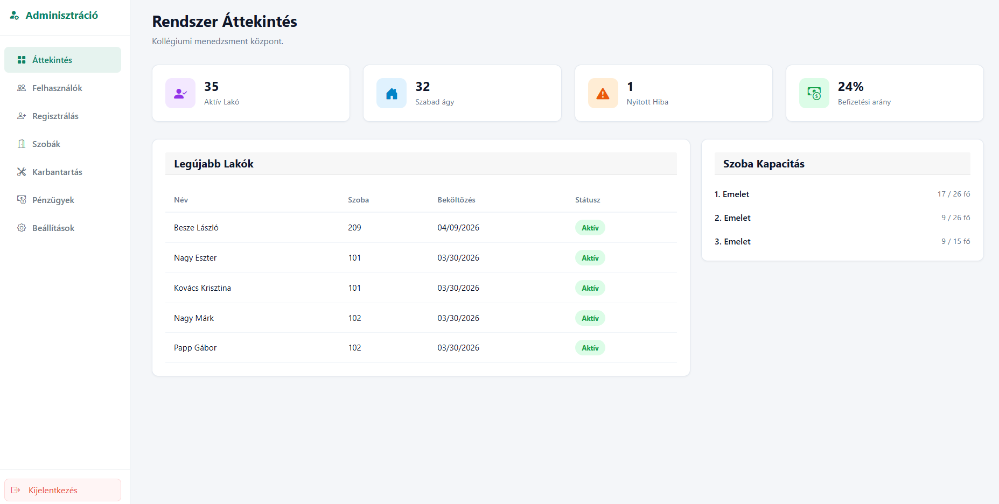 Adminisztráció
Áttekintés
Felhasználók
Regisztrálás
Szobák
Karbantartás
Pénzügyek
Beállítások
Kijelentkezés
Rendszer Áttekintés
Kollégiumi menedzsment központ.
35
Aktív Lakó
32
Szabad ágy
1
Nyitott Hiba
24%
Befizetési arány
Legújabb Lakók
Név Szoba Beköltözés Státusz
Besze László 209 04/09/2026 Aktív
Nagy Eszter 101 03/30/2026 Aktív
Kovács Krisztina 101 03/30/2026 Aktív
Nagy Márk 102 03/30/2026 Aktív
Papp Gábor 102 03/30/2026 Aktív
Szoba Kapacitás
1. Emelet 17 / 26 fő
2. Emelet 9 / 26 fő
3. Emelet 9 / 15 fő